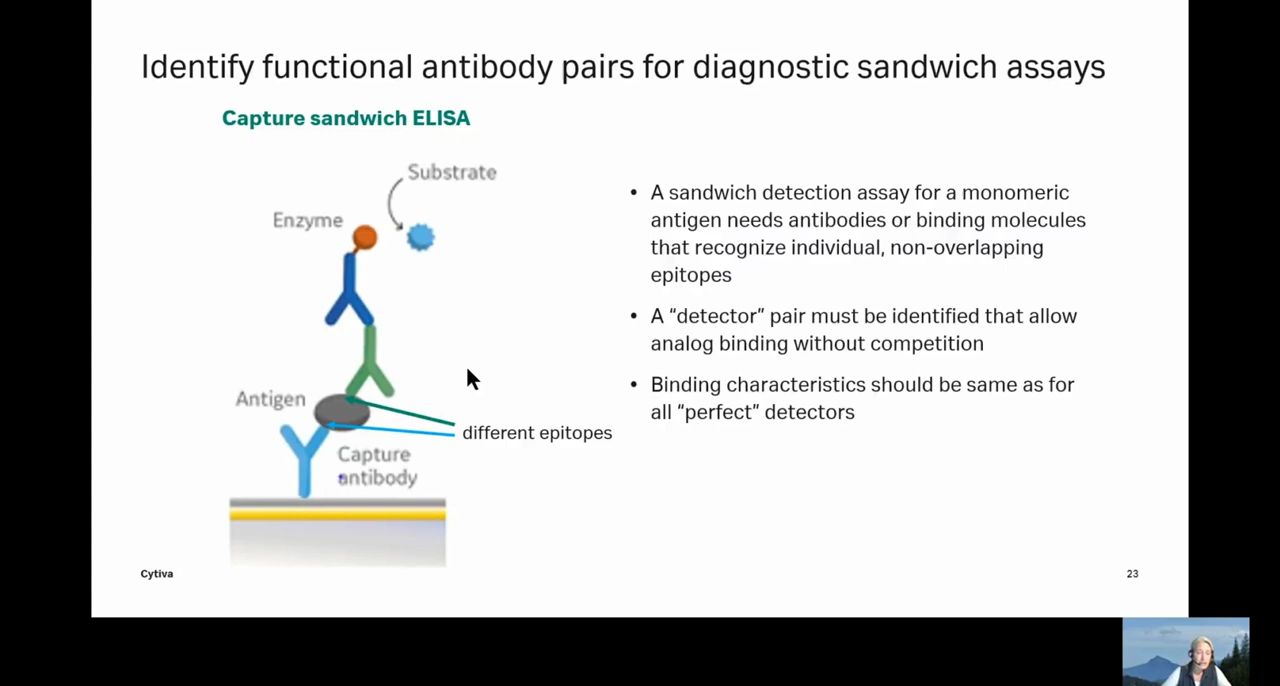 Identify functional antibody pairs for diagnostic sandwich assays
Capture sandwich ELISA
Substrate
Enzyme
Antigen
different epitopes
Capture
antibody
• A sandwich detection assay for a monomeric
antigen needs antibodies or binding molecules
that recognize individual, non-overlapping
epitopes
• A “detector” pair must be identified that allow
analog binding without competition
• Binding characteristics should be same as for
all “perfect” detectors
Cytiva
23